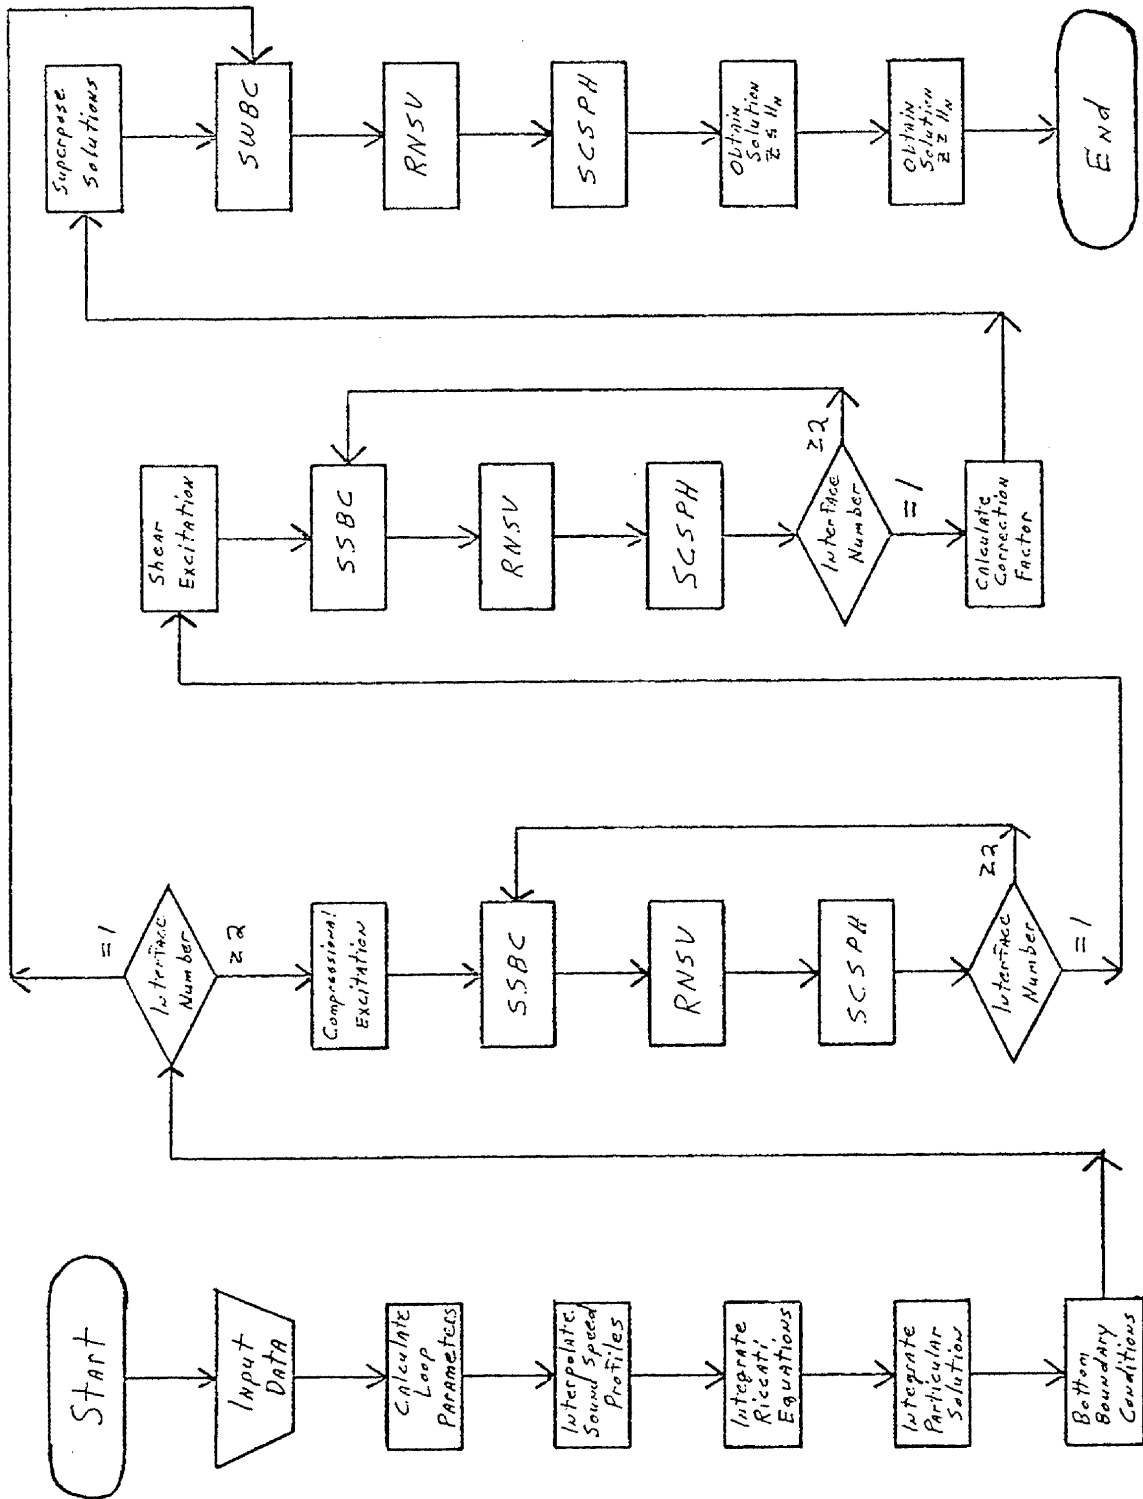 Start
Input
Data
Calculate
Loop
Parameters
Interpolate
Sound Speed
Profiles
Integrate
Riccati
Equations
Integrate
Particular
Solution
Bottom
Boundary
Conditions
Interface
Number
=1
≥2
Compressional
Excitation
SSBC
RNSV
SCSPH
Interface
Number
≥2
=1
Shear
Excitation
SSBC
RNSV
SCSPH
Interface
Number
≥2
=1
Calculate
Correction
Factor
Superpose
Solutions
SWBC
RNSV
SCSPH
Obtain
Solution
z ≤ H_N
Obtain
Solution
z ≥ H_N
End